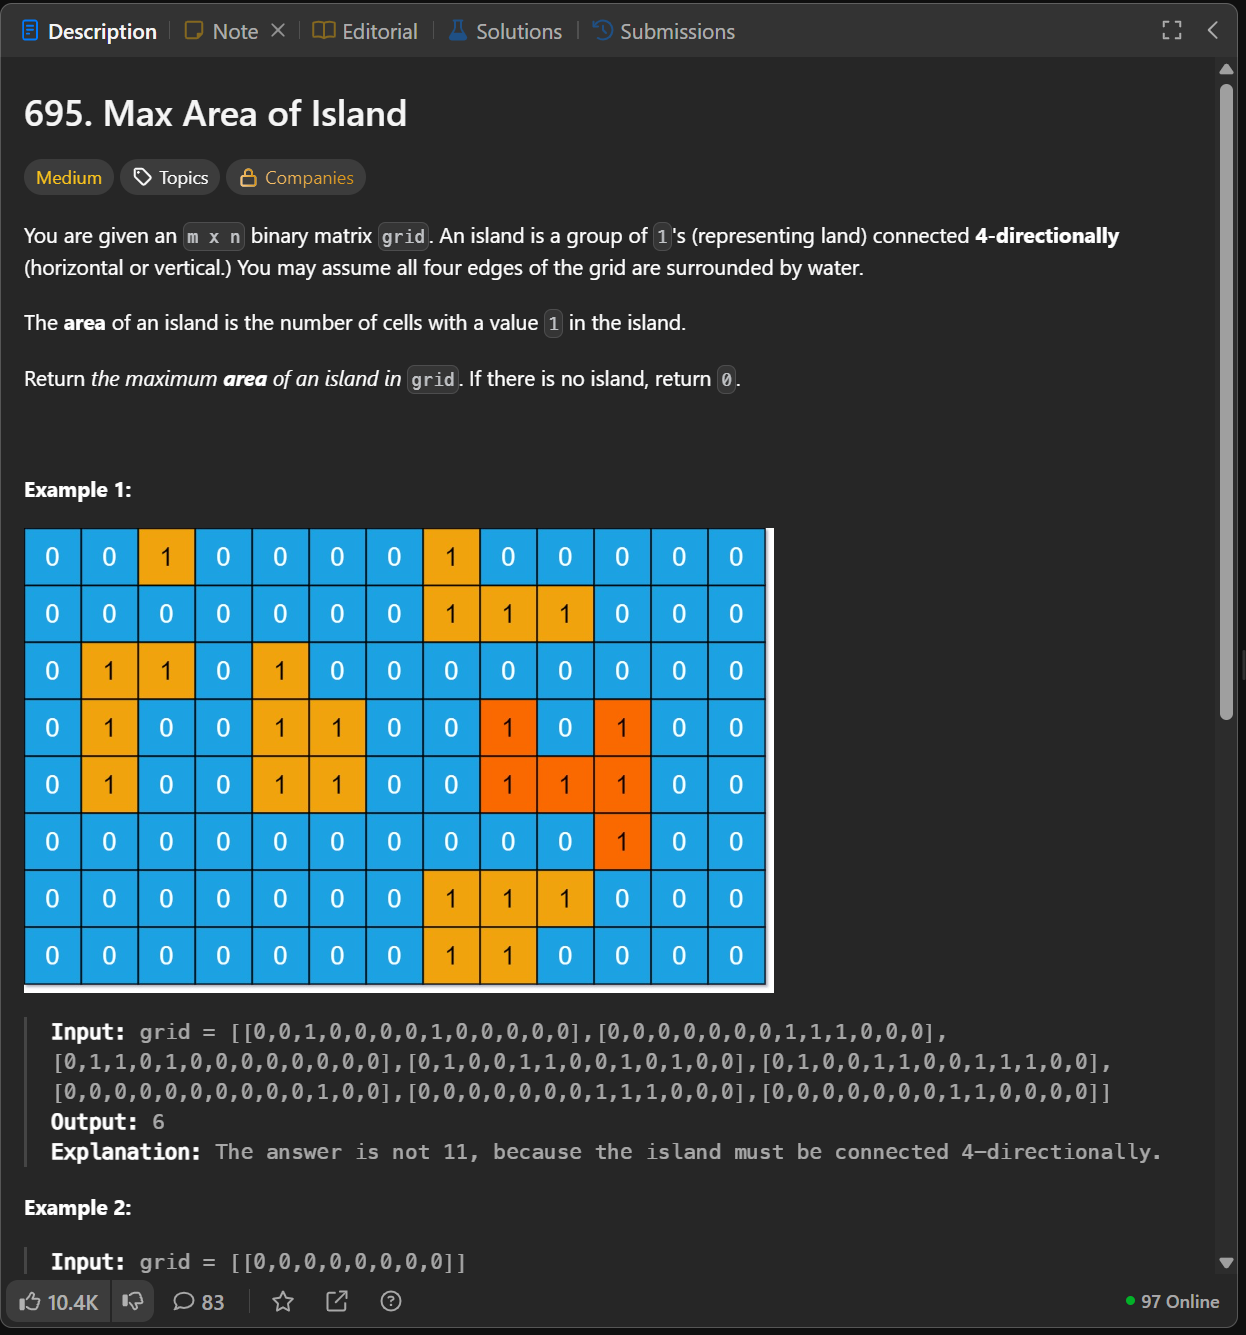 Description Note Editorial Solutions Submissions
695. Max Area of Island
Medium Topics Companies
You are given an m x n binary matrix grid. An island is a group of 1's (representing land) connected 4-directionally
(horizontal or vertical.) You may assume all four edges of the grid are surrounded by water.
The area of an island is the number of cells with a value 1 in the island.
Return the maximum area of an island in grid. If there is no island, return 0.
Example 1:
0 0 1 0 0 0 0 1 0 0 0 0 0
0 0 0 0 0 0 0 1 1 1 0 0 0
0 1 1 0 1 0 0 0 0 0 0 0 0
0 1 0 0 1 1 0 0 1 0 1 0 0
0 1 0 0 1 1 0 0 1 1 1 0 0
0 0 0 0 0 0 0 0 0 0 1 0 0
0 0 0 0 0 0 0 1 1 1 0 0 0
0 0 0 0 0 0 0 1 1 0 0 0 0
Input: grid = [[0,0,1,0,0,0,0,1,0,0,0,0,0],[0,0,0,0,0,0,0,1,1,1,0,0,0],
[0,1,1,0,1,0,0,0,0,0,0,0,0],[0,1,0,0,1,1,0,0,1,0,1,0,0],[0,1,0,0,1,1,0,0,1,1,1,0,0],
[0,0,0,0,0,0,0,0,0,0,1,0,0],[0,0,0,0,0,0,0,1,1,1,0,0,0],[0,0,0,0,0,0,0,1,1,0,0,0,0]]
Output: 6
Explanation: The answer is not 11, because the island must be connected 4-directionally.
Example 2:
Input: grid = [[0,0,0,0,0,0,0,0]]
10.4K 83 97 Online